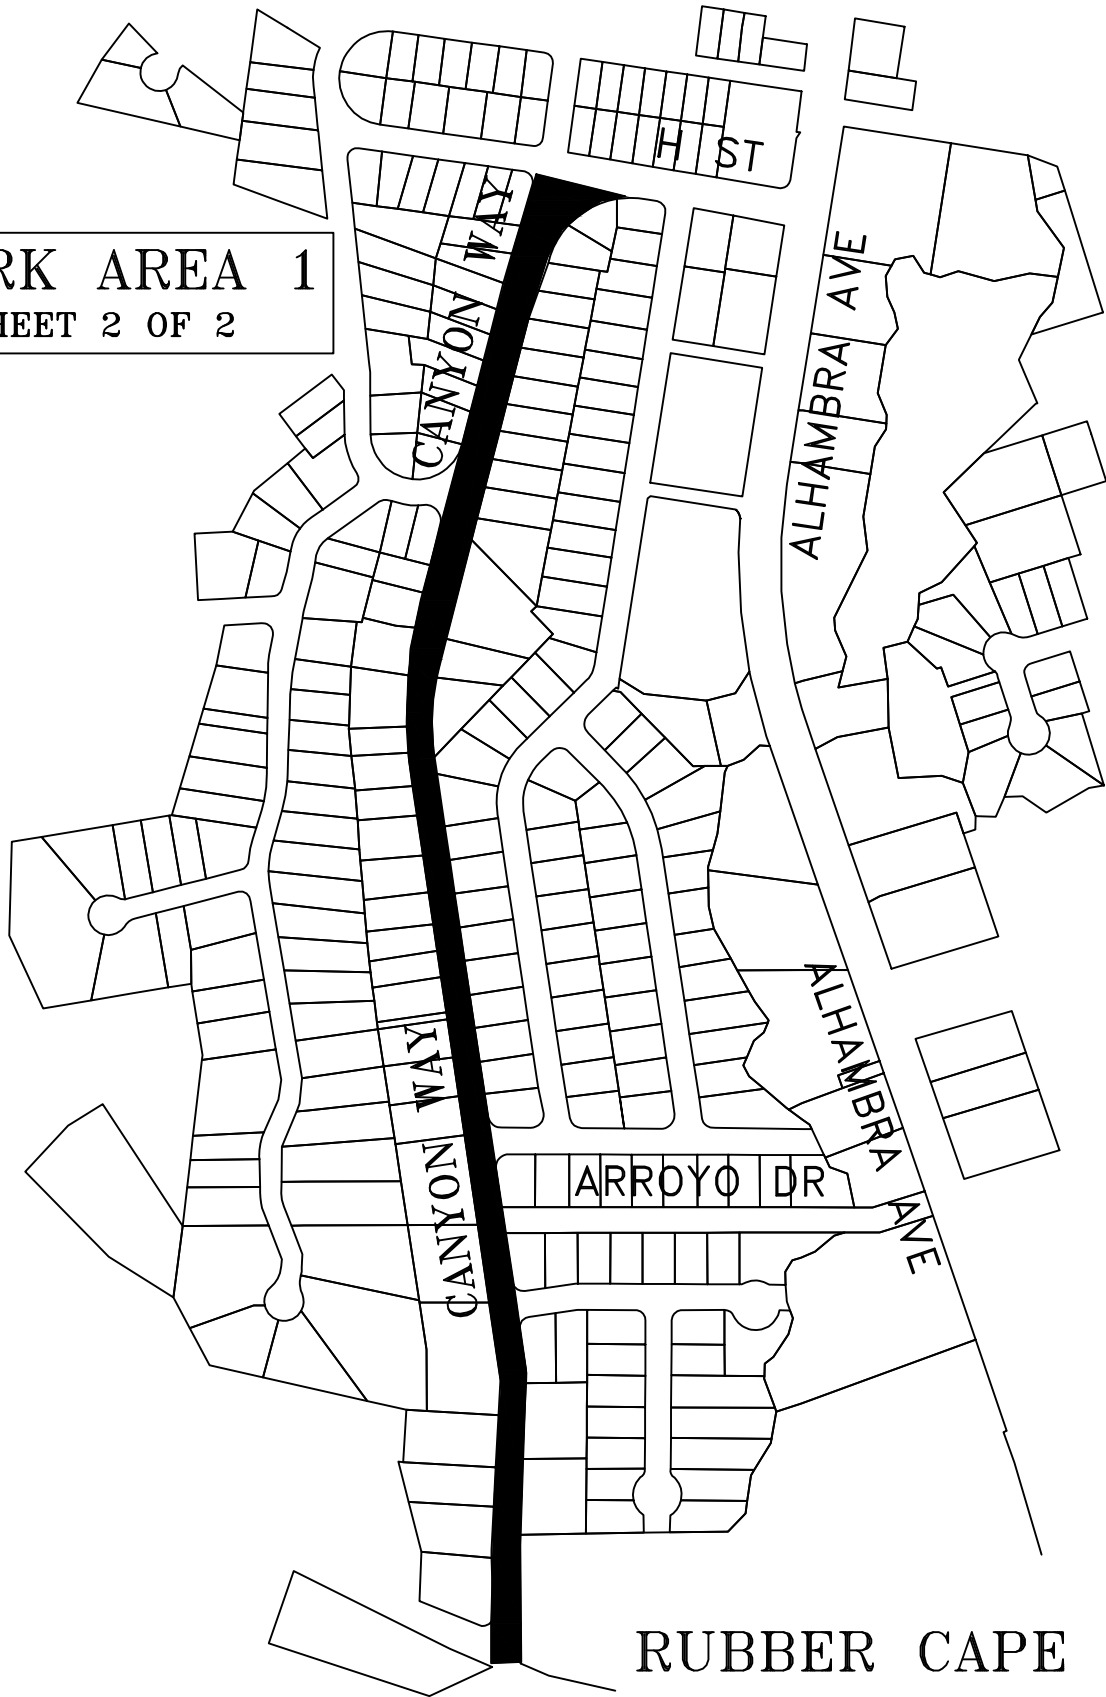 H ST
CANYON WAY
ALHAMBRA AVE
RK AREA 1
HEET 2 OF 2
ALHAMBRA AVE
CANYON WAY
ARROYO DR
RUBBER CAPE